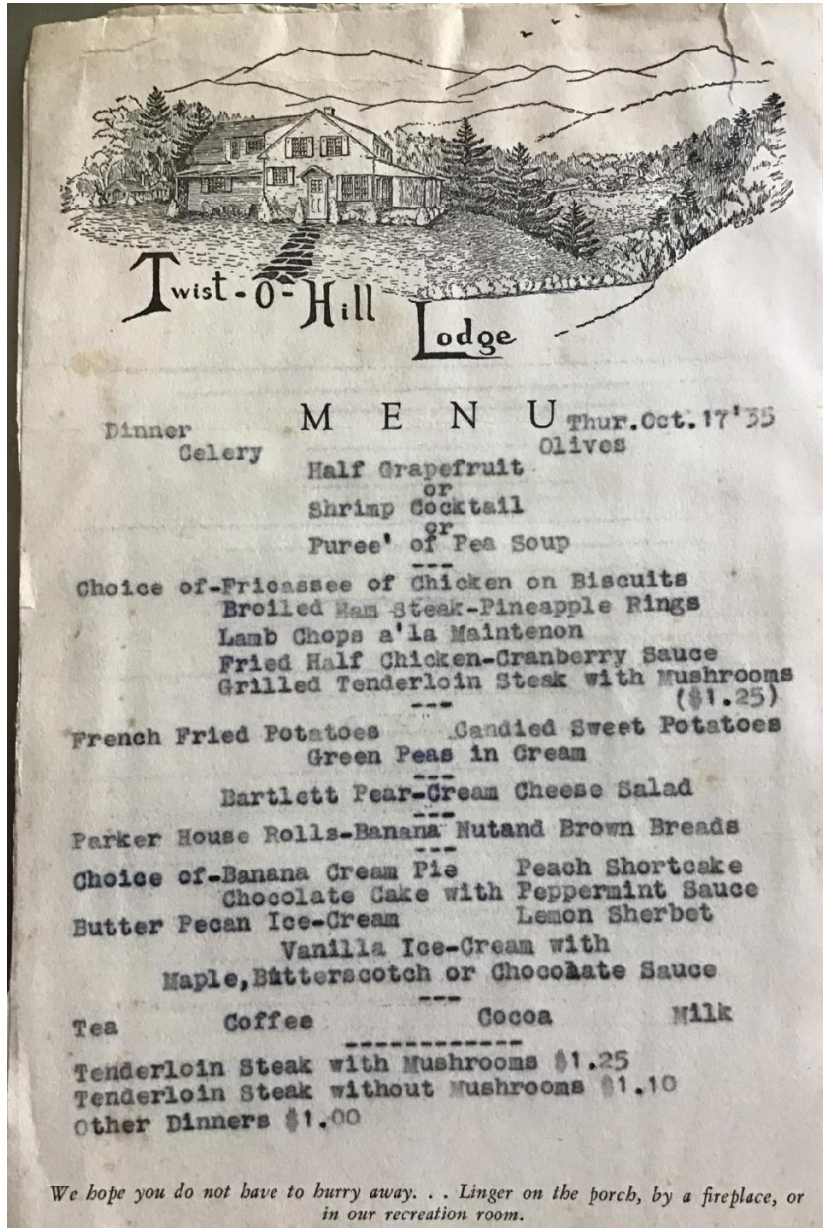 Twist-O-Hill
Lodge
MENU
Dinner Thur.Oct.17'35
Celery Olives
Half Grapefruit
or
Shrimp Cocktail
or
Puree' of Pea Soup
---
Choice of-Fricassee of Chicken on Biscuits
Broiled Ham Steak-Pineapple Rings
Lamb Chops a'la Maintenon
Fried Half Chicken-Cranberry Sauce
Grilled Tenderloin Steak with Mushrooms
($1.25)
---
French Fried Potatoes Candied Sweet Potatoes
Green Peas in Cream
---
Bartlett Pear-Cream Cheese Salad
---
Parker House Rolls-Banana Nutand Brown Breads
---
Choice of-Banana Cream Pie Peach Shortcake
Chocolate Cake with Peppermint Sauce
Butter Pecan Ice-Cream Lemon Sherbet
Vanilla Ice-Cream with
Maple,Butterscotch or Chocolate Sauce
---
Tea Coffee Cocoa Milk
------------
Tenderloin Steak with Mushrooms $1.25
Tenderloin Steak without Mushrooms $1.10
Other Dinners $1.00
We hope you do not have to hurry away. . . Linger on the porch, by a fireplace, or
in our recreation room.